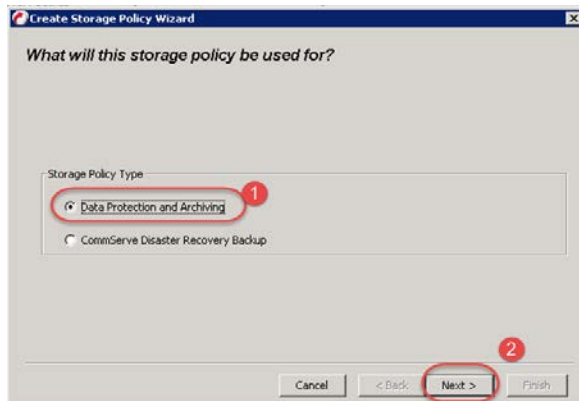 Create Storage Policy Wizard
What will this storage policy be used for?
Storage Policy Type
1
Data Protection and Archiving
CommServe Disaster Recovery Backup
2
Cancel < Back Next > Finish